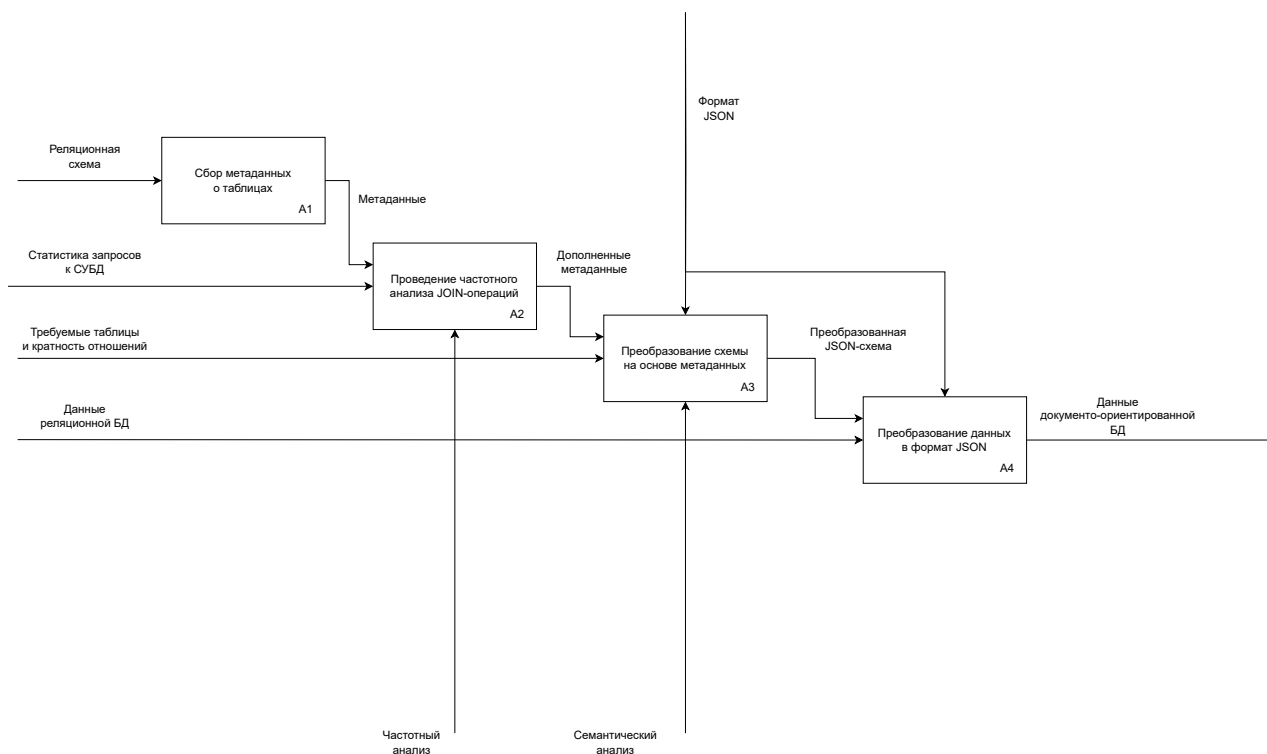 Формат
JSON
Реляционная
схема
Сбор метаданных
о таблицах
A1
Метаданные
Статистика запросов
к СУБД
Проведение частотного
анализа JOIN-операций
A2
Дополненные
метаданные
Требуемые таблицы
и кратность отношений
Преобразование схемы
на основе метаданных
A3
Преобразованная
JSON-схема
Данные
реляционной БД
Преобразование данных
в формат JSON
A4
Данные
документо-ориентированной
БД
Частотный
анализ
Семантический
анализ